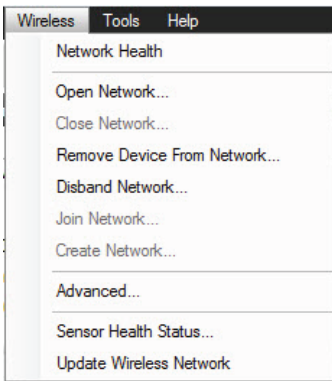 Wireless Tools Help
Network Health
Open Network...
Close Network...
Remove Device From Network...
Disband Network...
Join Network...
Create Network...
Advanced...
Sensor Health Status...
Update Wireless Network